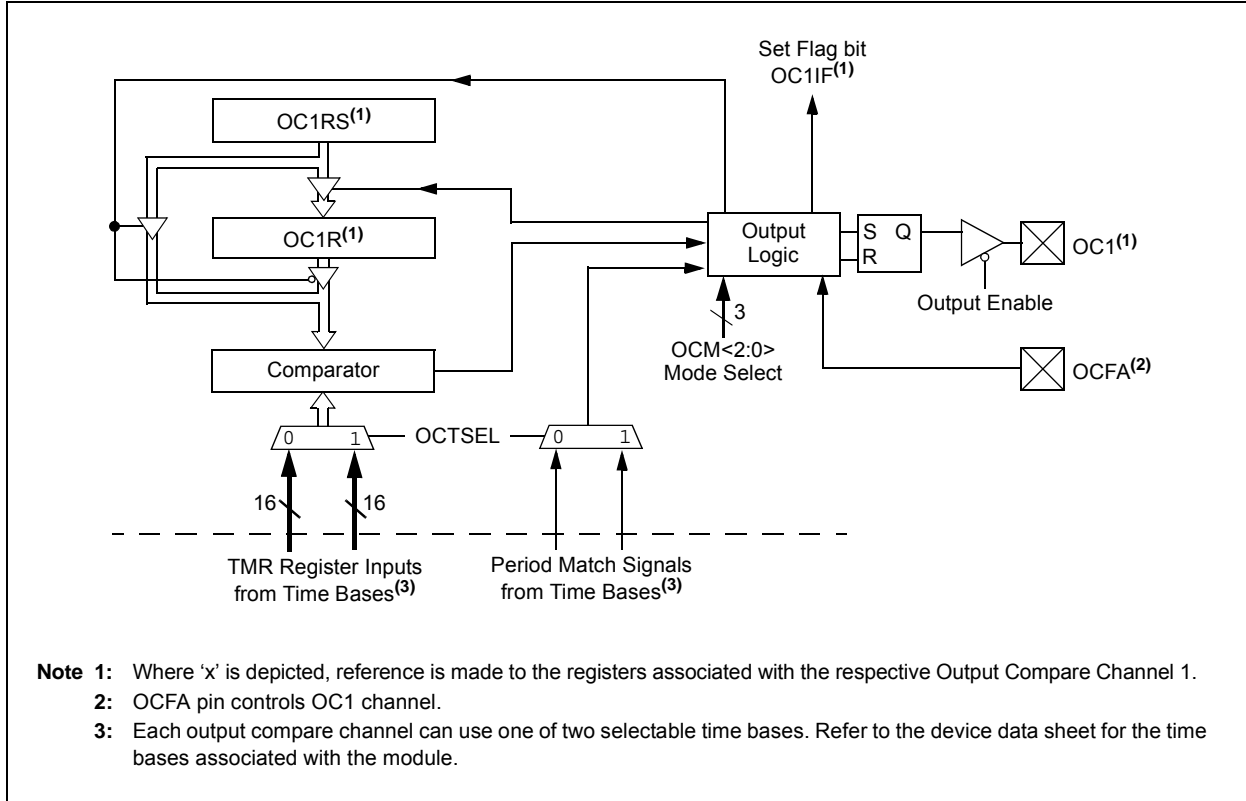 Set Flag bit
OC1IF(1)
OC1RS(1)
OC1R(1)
Output
Logic
S Q
R
OC1(1)
Output Enable
3
OCM<2:0>
Mode Select
OCFA(2)
Comparator
0 1
OCTSEL
0 1
16
16
TMR Register Inputs
from Time Bases(3)
Period Match Signals
from Time Bases(3)
Note 1: Where ‘x’ is depicted, reference is made to the registers associated with the respective Output Compare Channel 1.
2: OCFA pin controls OC1 channel.
3: Each output compare channel can use one of two selectable time bases. Refer to the device data sheet for the time
bases associated with the module.